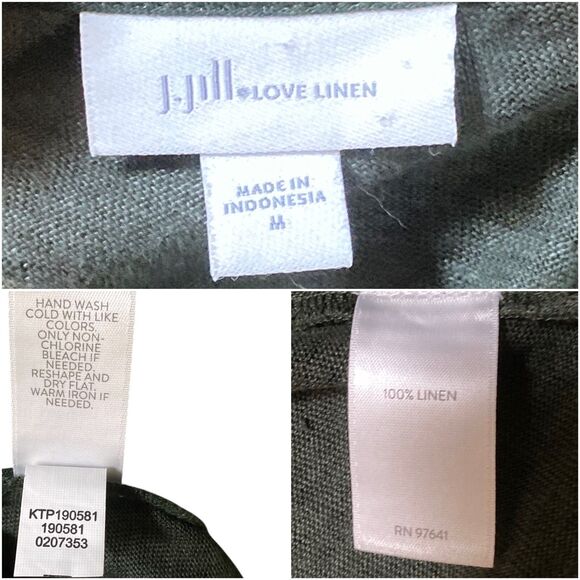 J.Jill LOVE LINEN
MADE IN
INDONESIA
M
HAND WASH
COLD WITH LIKE
COLORS.
ONLY NON-
CHLORINE
BLEACH IF
NEEDED.
RESHAPE AND
DRY FLAT.
WARM IRON IF
NEEDED.
KTP190581
190581
0207353
100% LINEN
RN 97641